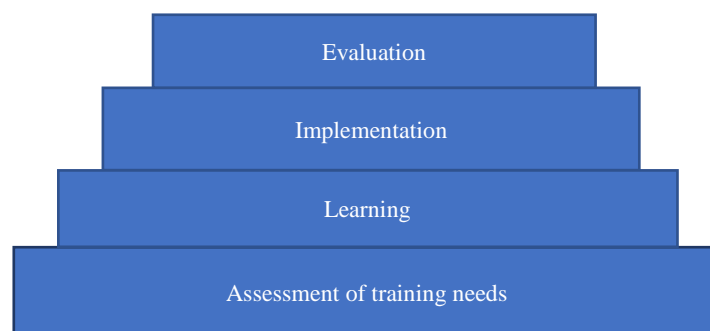 Evaluation
Implementation
Learning
Assessment of training needs